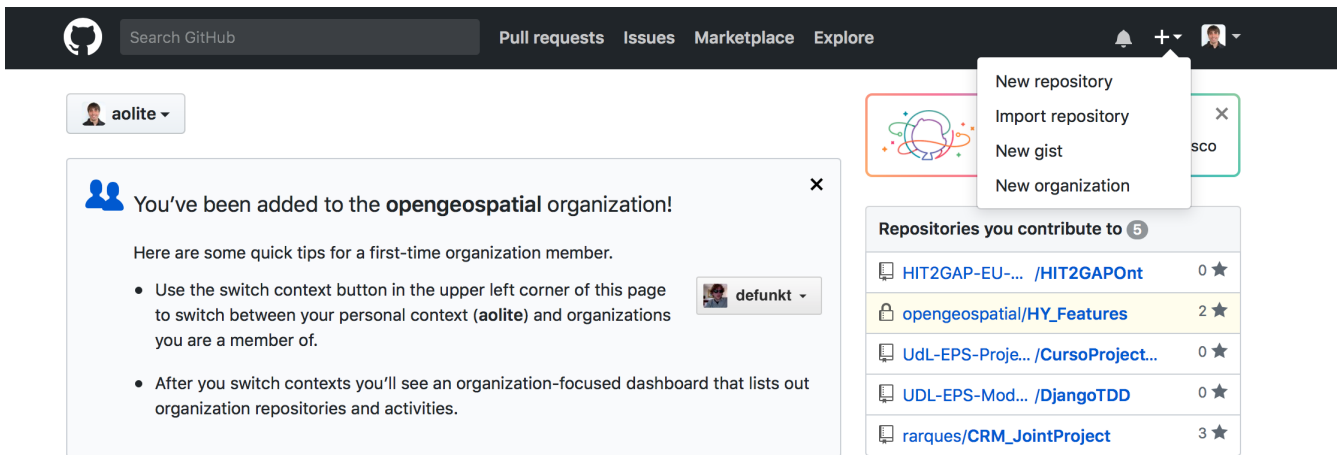 Search GitHub
Pull requests Issues Marketplace Explore
New repository
Import repository
New gist
New organization
aolite
sco
You’ve been added to the opengeospatial organization!
Here are some quick tips for a first-time organization member.
Use the switch context button in the upper left corner of this page
to switch between your personal context (aolite) and organizations
you are a member of.
defunkt
After you switch contexts you’ll see an organization-focused dashboard that lists out
organization repositories and activities.
Repositories you contribute to 5
HIT2GAP-EU-... /HIT2GAPOnt 0
opengeospatial/HY_Features 2
UdL-EPS-Proje... /CursoProject... 0
UDL-EPS-Mod... /DjangoTDD 0
rarques/CRM_JointProject 3